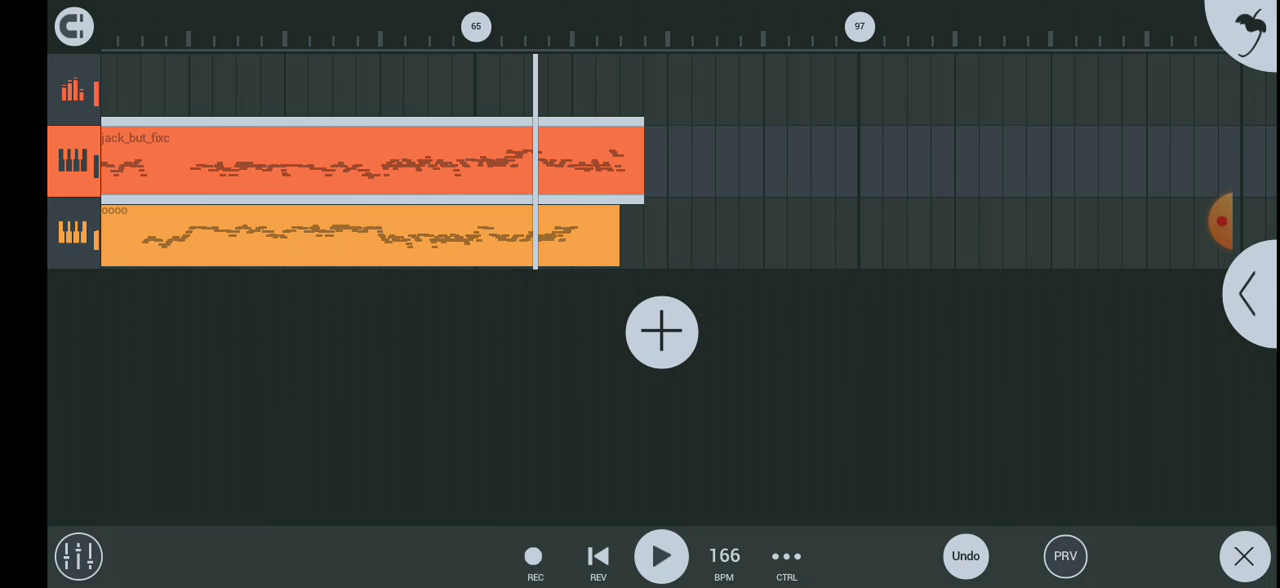 65
97
jack_but_fixc
oooo
166
Undo
PRV
REC
REV
BPM
CTRL